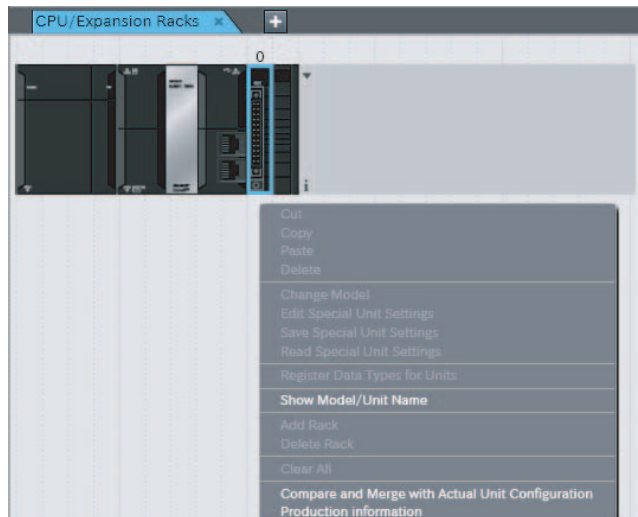 CPU/Expansion Racks
0
Cut
Copy
Paste
Delete
Change Model
Edit Special Unit Settings
Save Special Unit Settings
Read Special Unit Settings
Register Data Types for Units
Show Model/Unit Name
Add Rack
Delete Rack
Clear All
Compare and Merge with Actual Unit Configuration
Production information